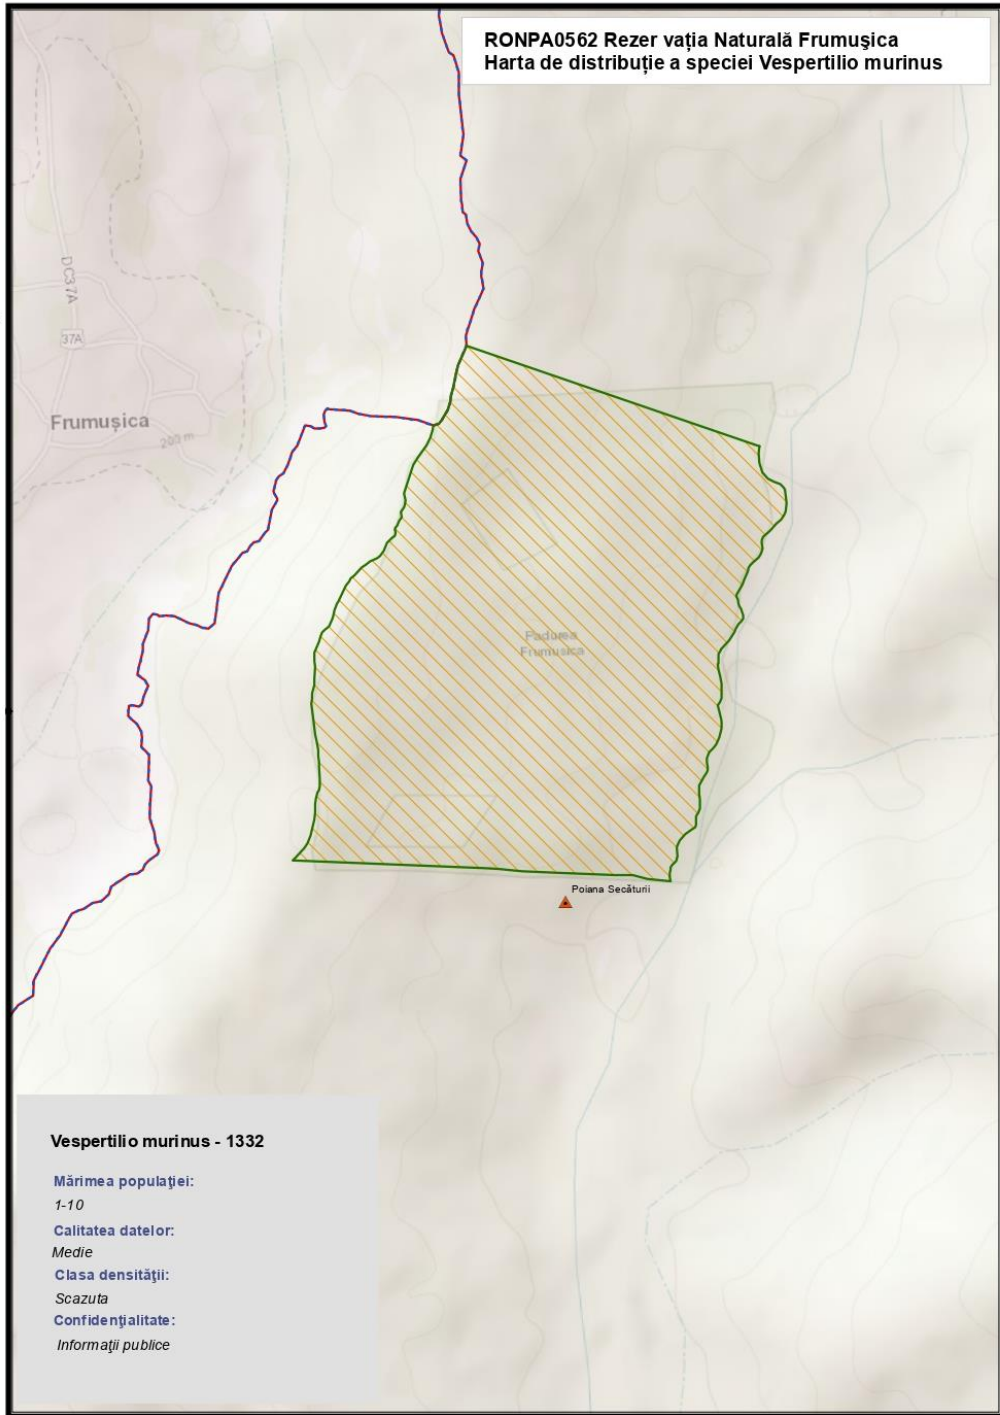 RONPA0562 Rezer vația Naturală Frumușica
Harta de distribuție a speciei Vespertilio murinus
DC37A
37A
Frumușica
200 m
Padurea
Frumusica
Poiana Secăturii
Vespertilio murinus - 1332
Mărimea populației:
1-10
Calitatea datelor:
Medie
Clasa densității:
Scazuta
Confidențialitate:
Informații publice